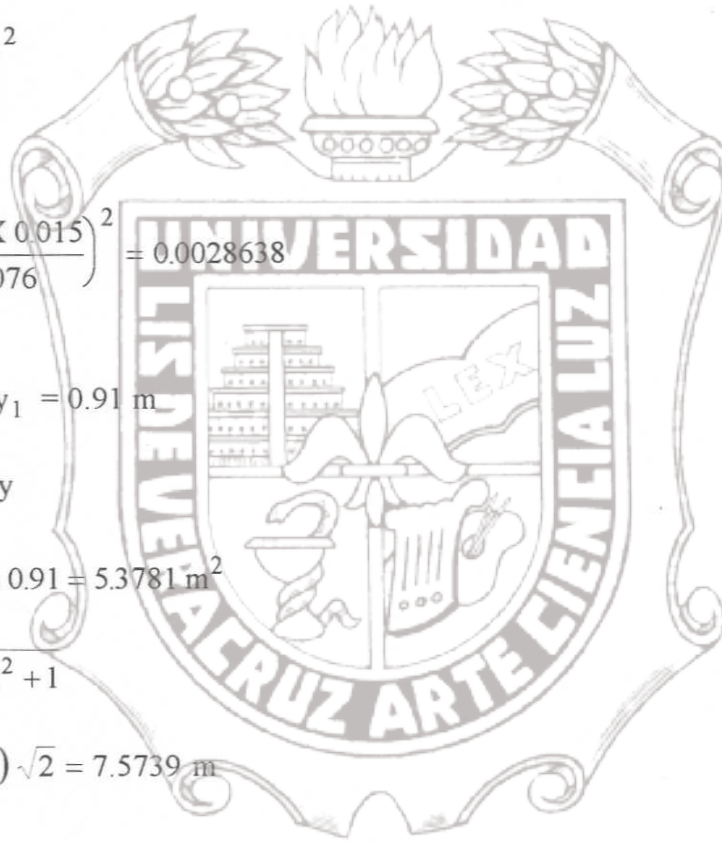 2
X 0.015)² = 0.0028638
076
y₁ = 0.91 m
y
0.91 = 5.3781 m²
² + 1
) √2 = 7.5739 m
UNIVERSIDAD
LIS DE VERACRUZ ARTE CIENCIA LUZ
LEX